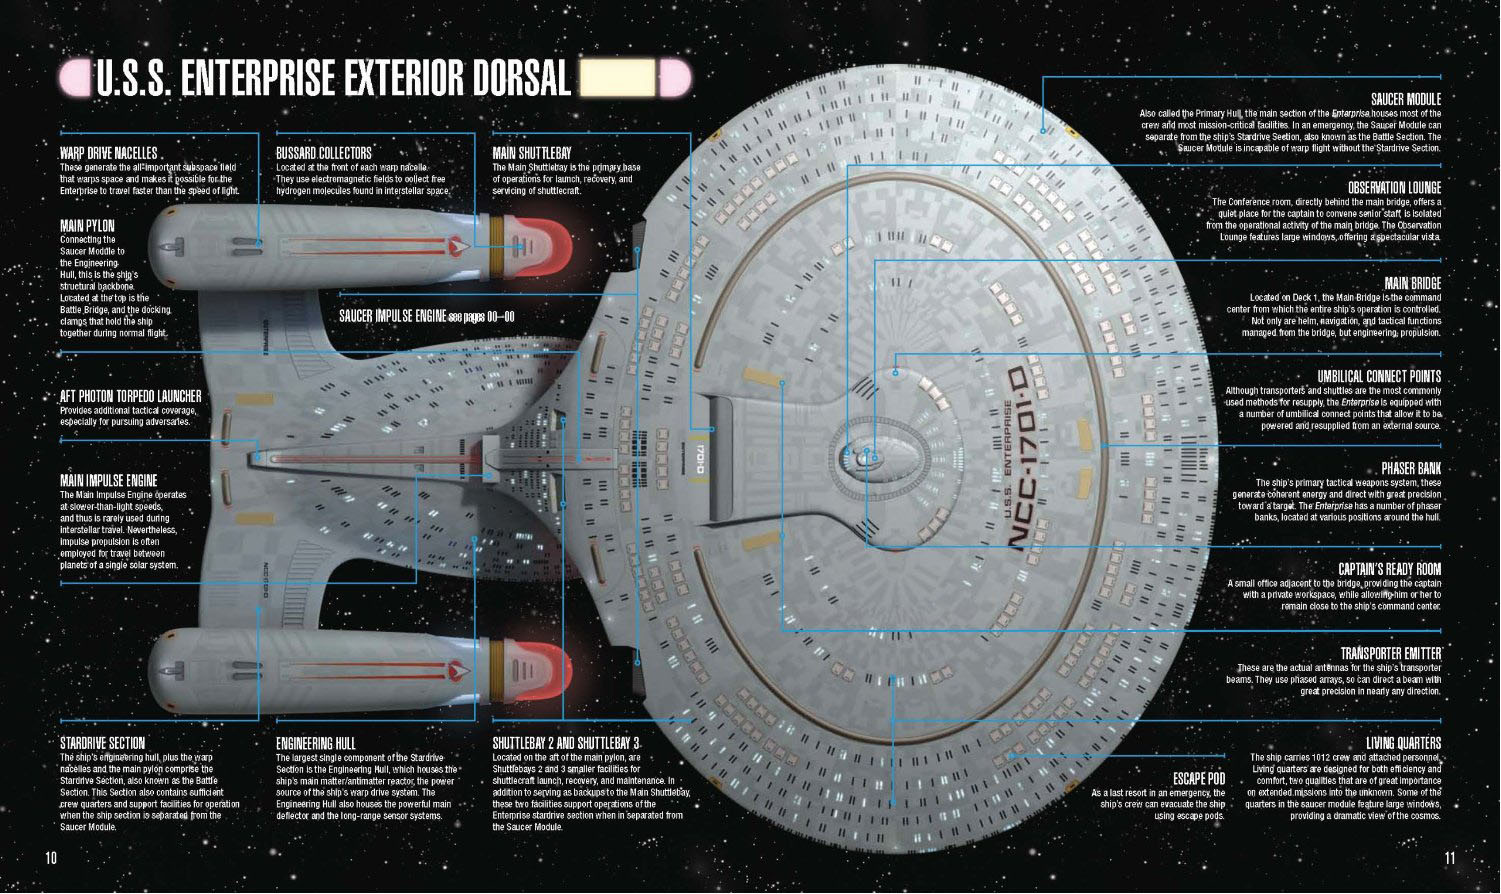 U.S.S. ENTERPRISE EXTERIOR DORSAL
WARP DRIVE NACELLES
These generate the all-important subspace field
that warps space and makes it possible for the
Enterprise to travel faster than the speed of light.
BUSSARD COLLECTORS
Located at the front of each warp nacelle.
They use electromagnetic fields to collect free
hydrogen molecules found in interstellar space.
MAIN SHUTTLEBAY
The Main Shuttlebay is the primary base
of operations for launch, recovery, and
servicing of shuttlecraft.
MAIN PYLON
Connecting the
Saucer Module to
the Engineering
Hull, this is the ship's
structural backbone.
Located at the top is the
Battle Bridge, and the docking
clamps that hold the ship
together during normal flight.
SAUCER IMPULSE ENGINE see pages 00–00
AFT PHOTON TORPEDO LAUNCHER
Provides additional tactical coverage,
especially for pursuing adversaries.
MAIN IMPULSE ENGINE
The Main Impulse Engine operates
at slower-than-light speeds,
and thus is rarely used during
interstellar travel. Nevertheless,
impulse propulsion is often
employed for travel between
planets of a single solar system.
STARDRIVE SECTION
The ship's engineering hull, plus the warp
nacelles and the main pylon comprise the
Stardrive Section, also known as the Battle
Section. This Section also contains sufficient
crew quarters and support facilities for operation
when the ship section is separated from the
Saucer Module.
ENGINEERING HULL
The largest single component of the Stardrive
Section is the Engineering Hull, which houses the
ship's main matter/antimatter reactor, the power
source of the ship's warp drive system. The
Engineering Hull also houses the powerful main
deflector and the long-range sensor systems.
SHUTTLEBAY 2 AND SHUTTLEBAY 3
Located on the aft of the main pylon, are
Shuttlebays 2 and 3 smaller facilities for
shuttlecraft launch, recovery, and maintenance. In
addition to serving as backups to the Main Shuttlebay,
these two facilities support operations of the
Enterprise stardrive section when in separated from
the Saucer Module.
10
1701-D
U.S.S. ENTERPRISE
NCC-1701-D
SAUCER MODULE
Also called the Primary Hull, the main section of the Enterprise houses most of the
crew and most mission-critical facilities. In an emergency, the Saucer Module can
separate from the ship's Stardrive Section, also known as the Battle Section. The
Saucer Module is incapable of warp flight without the Stardrive Section.
OBSERVATION LOUNGE
The Conference room, directly behind the main bridge, offers a
quiet place for the captain to convene senior staff, is isolated
from the operational activity of the main bridge. The Observation
Lounge features large windows, offering a spectacular vista.
MAIN BRIDGE
Located on Deck 1, the Main Bridge is the command
center from which the entire ship's operation is controlled.
Not only are helm, navigation, and tactical functions
managed from the bridge, but engineering, propulsion.
UMBILICAL CONNECT POINTS
Although transporters and shuttles are the most commonly
used methods for resupply, the Enterprise is equipped with
a number of umbilical connect points that allow it to be
powered and resupplied from an external source.
PHASER BANK
The ship's primary tactical weapons system, these
generate coherent energy and direct with great precision
toward a target. The Enterprise has a number of phaser
banks, located at various positions around the hull.
CAPTAIN'S READY ROOM
A small office adjacent to the bridge, providing the captain
with a private workspace, while allowing him or her to
remain close to the ship's command center.
TRANSPORTER EMITTER
These are the actual antennas for the ship's transporter
beams. They use phased arrays, so can direct a beam with
great precision in nearly any direction.
LIVING QUARTERS
The ship carries 1012 crew and attached personnel.
Living quarters are designed for both efficiency and
comfort, two qualities that are of great importance
on extended missions into the unknown. Some of the
quarters in the saucer module feature large windows,
providing a dramatic view of the cosmos.
ESCAPE POD
As a last resort in an emergency, the
ship's crew can evacuate the ship
using escape pods.
11